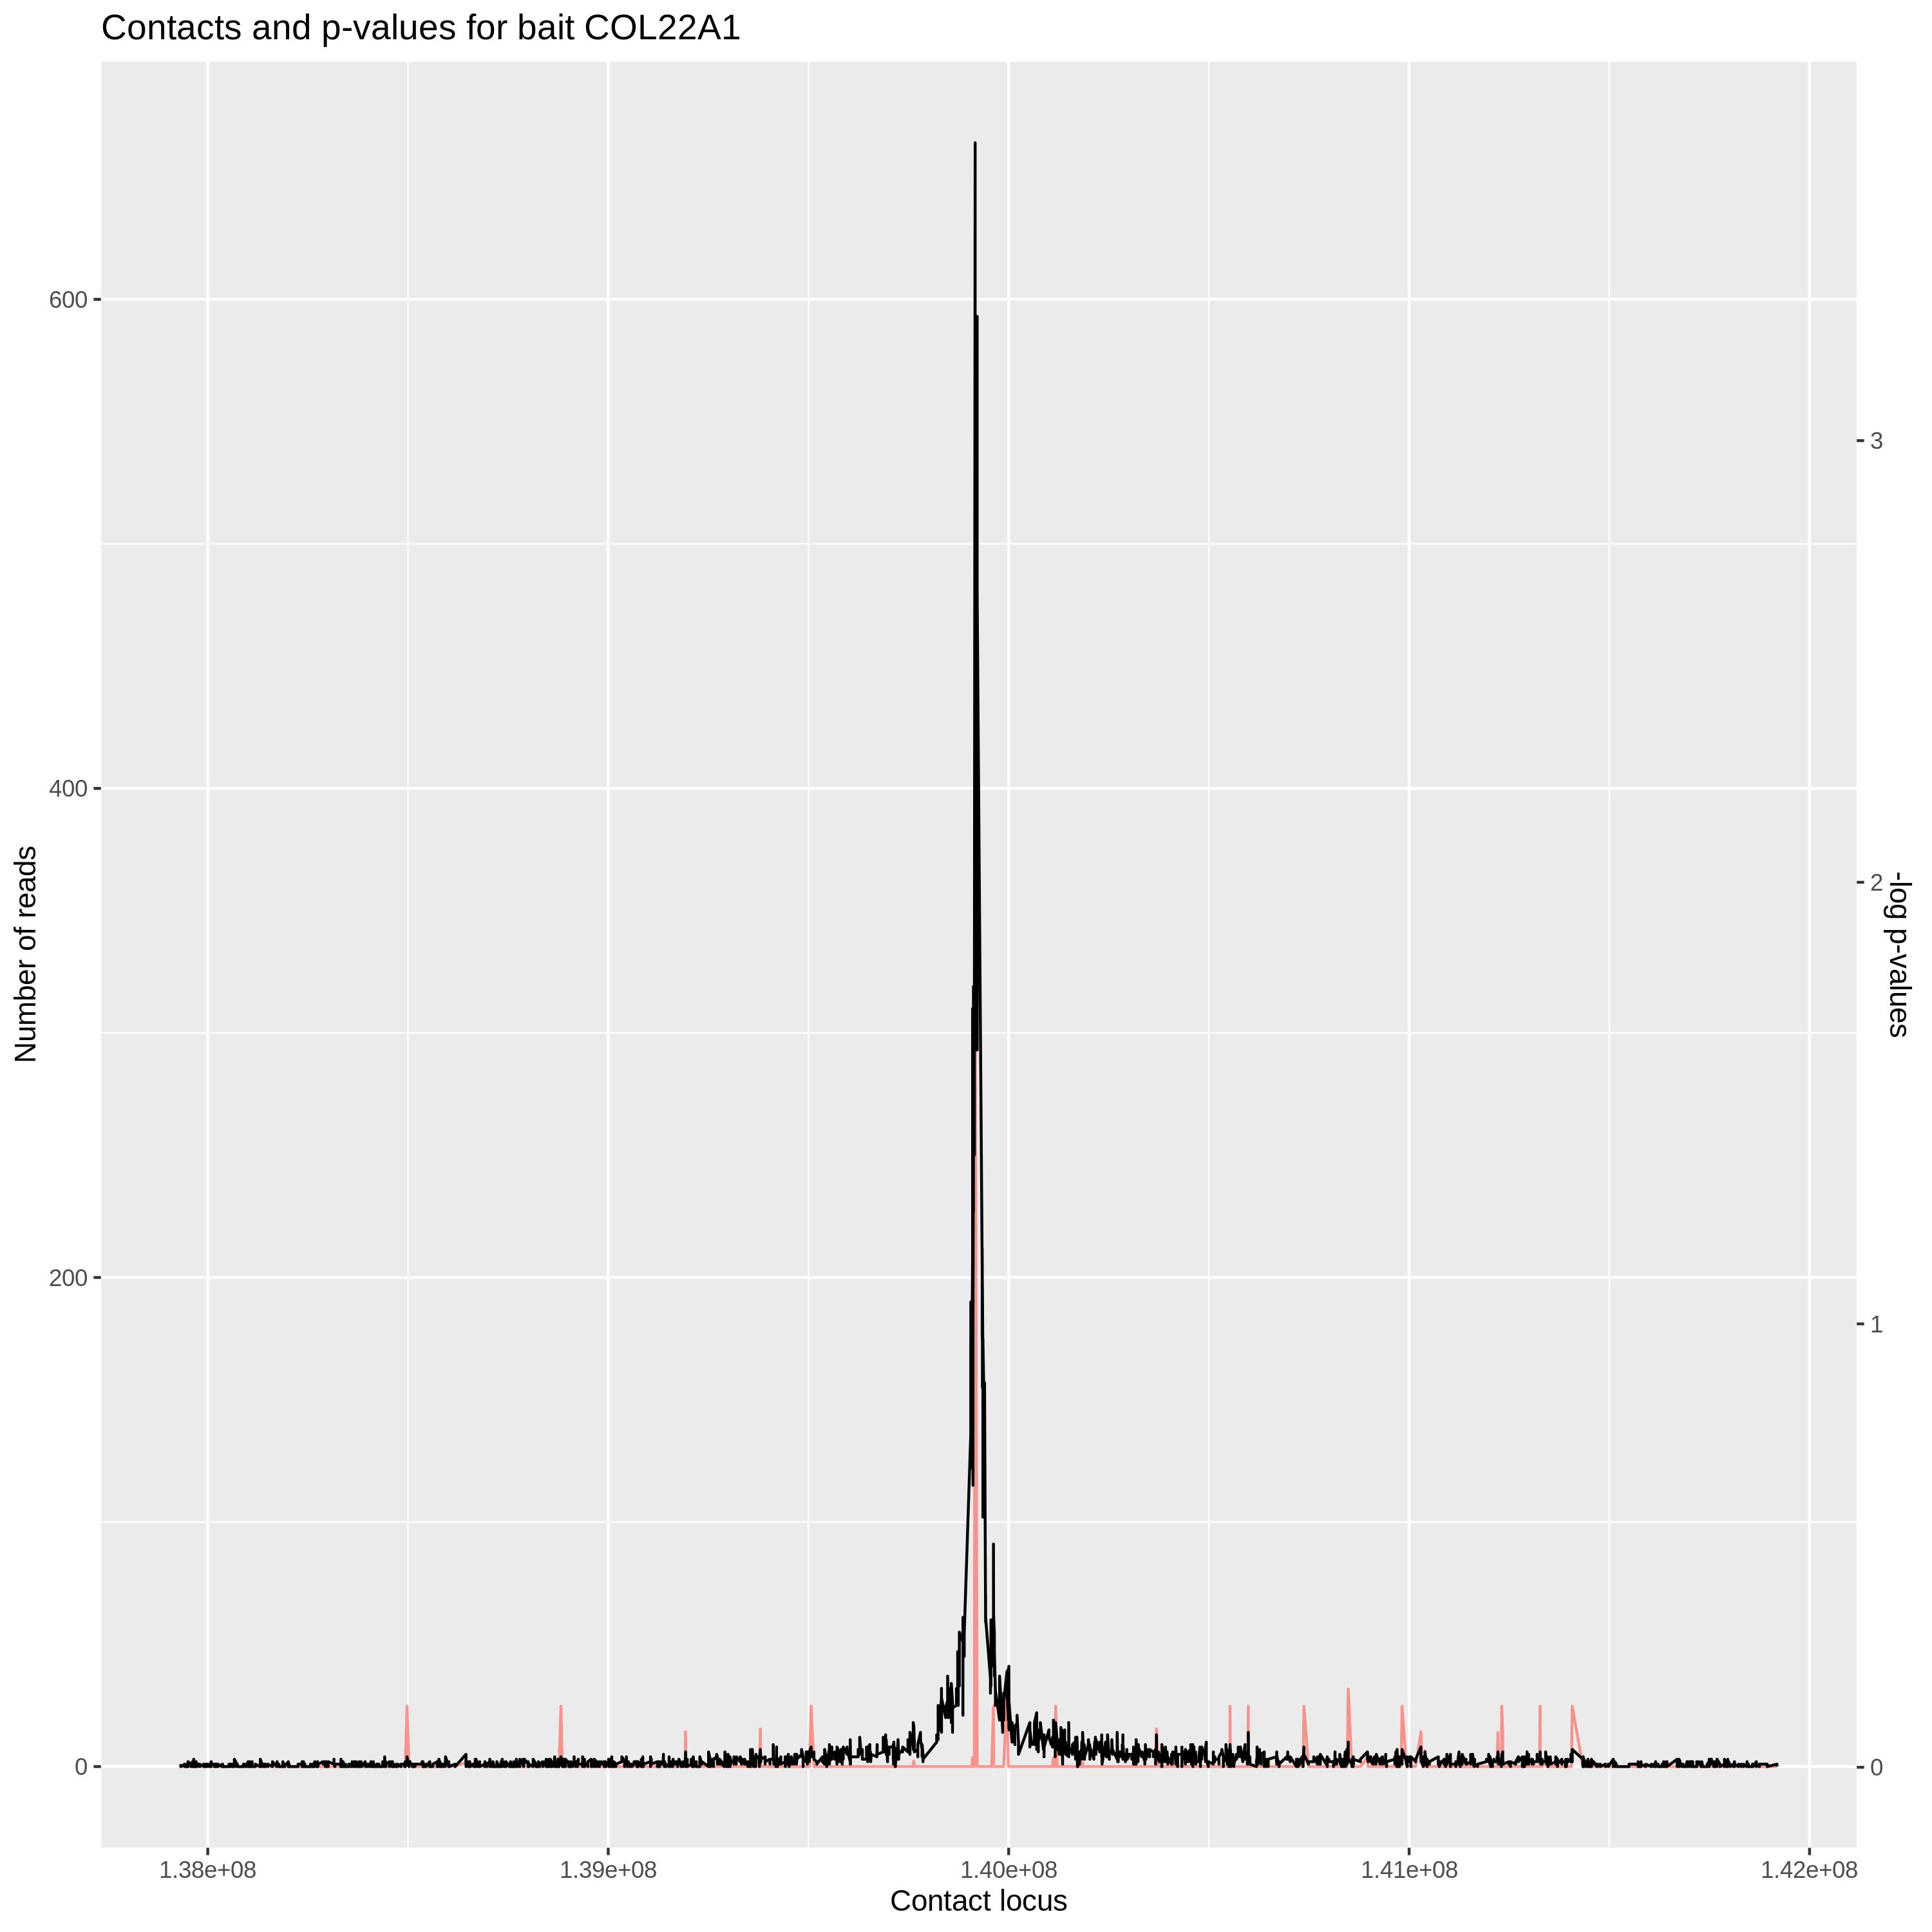 Contacts and p-values for bait COL22A1
Number of reads
600
400
200
0
3
2
1
0
-log p-values
1.38e+08
1.39e+08
1.40e+08
1.41e+08
1.42e+08
Contact locus